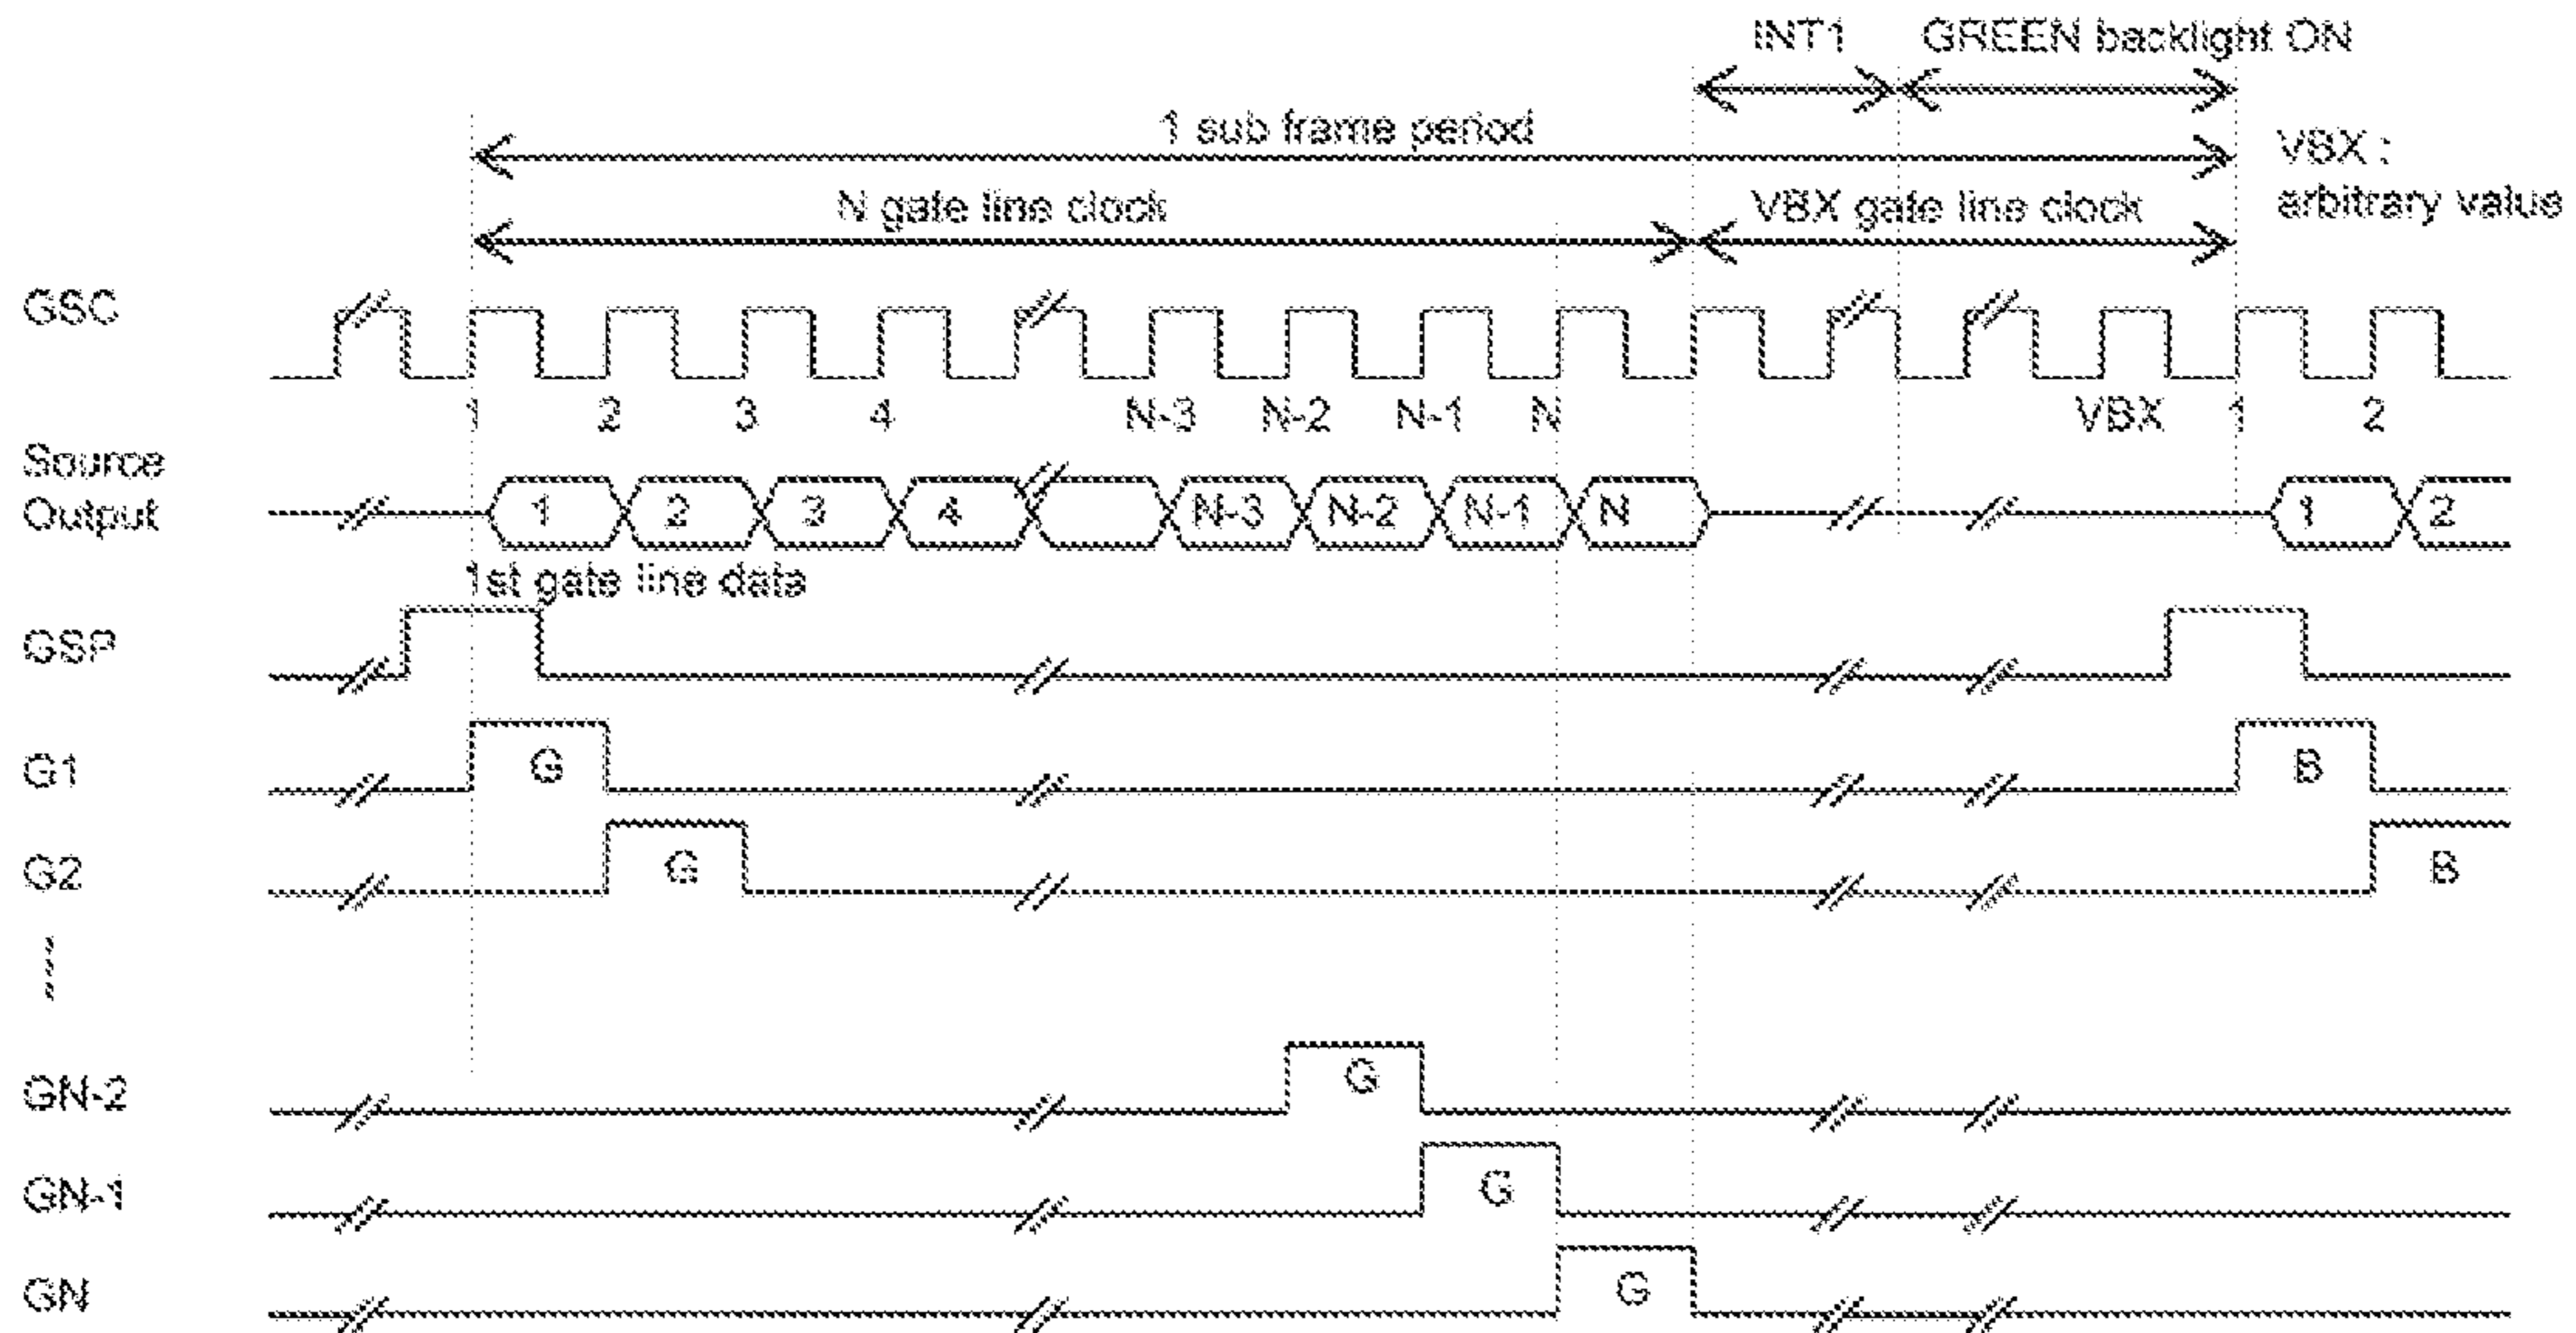 INT1 GREEN backlight ON
1 sub frame period
VBX :
arbitrary value
N gate line clock VBX gate line clock
GSC
1 2 3 4 N-3 N-2 N-1 N VBX 1 2
Source
Output
1 2 3 4 N-3 N-2 N-1 N 1 2
1st gate line data
GSP
G1 G B
G2 G B
GN-2 G
GN-1 G
GN G